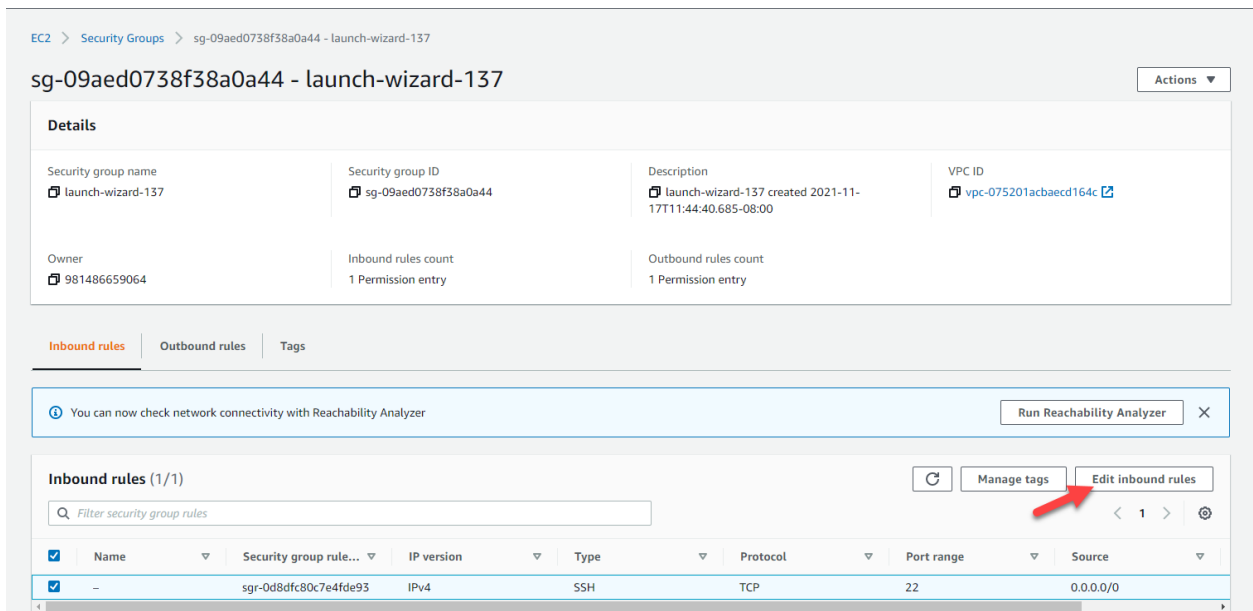 EC2 > Security Groups > sg-09aed0738f38a0a44 - launch-wizard-137
sg-09aed0738f38a0a44 - launch-wizard-137
Actions
Details
Security group name
launch-wizard-137
Security group ID
sg-09aed0738f38a0a44
Description
launch-wizard-137 created 2021-11-
17T11:44:40.685-08:00
VPC ID
vpc-075201acbaecd164c
Owner
981486659064
Inbound rules count
1 Permission entry
Outbound rules count
1 Permission entry
Inbound rules Outbound rules Tags
You can now check network connectivity with Reachability Analyzer Run Reachability Analyzer
Inbound rules (1/1) Manage tags Edit inbound rules
Filter security group rules 1
Name Security group rule... IP version Type Protocol Port range Source
– sgr-0d8dfc80c7e4fde93 IPv4 SSH TCP 22 0.0.0.0/0